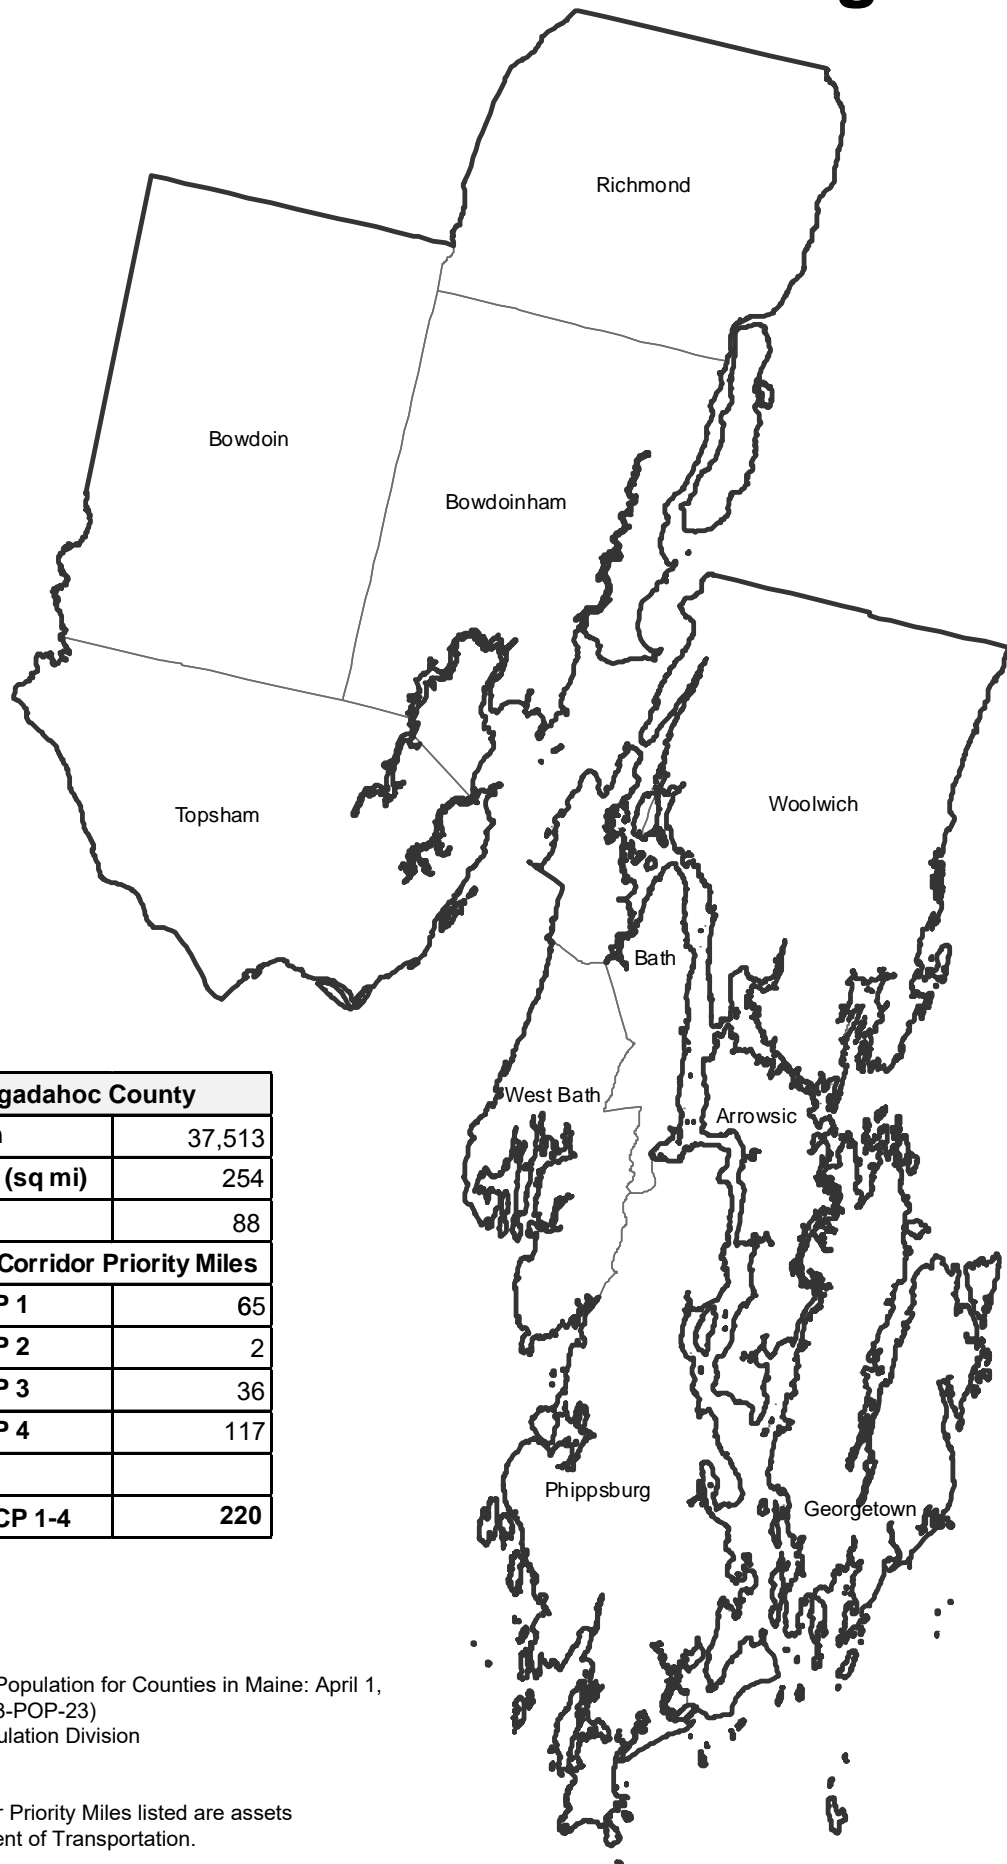 g
Richmond
Bowdoin
Bowdoinham
Topsham
Woolwich
Bath
West Bath
Arrowsic
Phippsburg
Georgetown
gadahoc County
n 37,513
(sq mi) 254
88
Corridor Priority Miles
P 1 65
P 2 2
P 3 36
P 4 117
CP 1-4 220
Population for Counties in Maine: April 1,
3-POP-23)
ulation Division
r Priority Miles listed are assets
ent of Transportation.